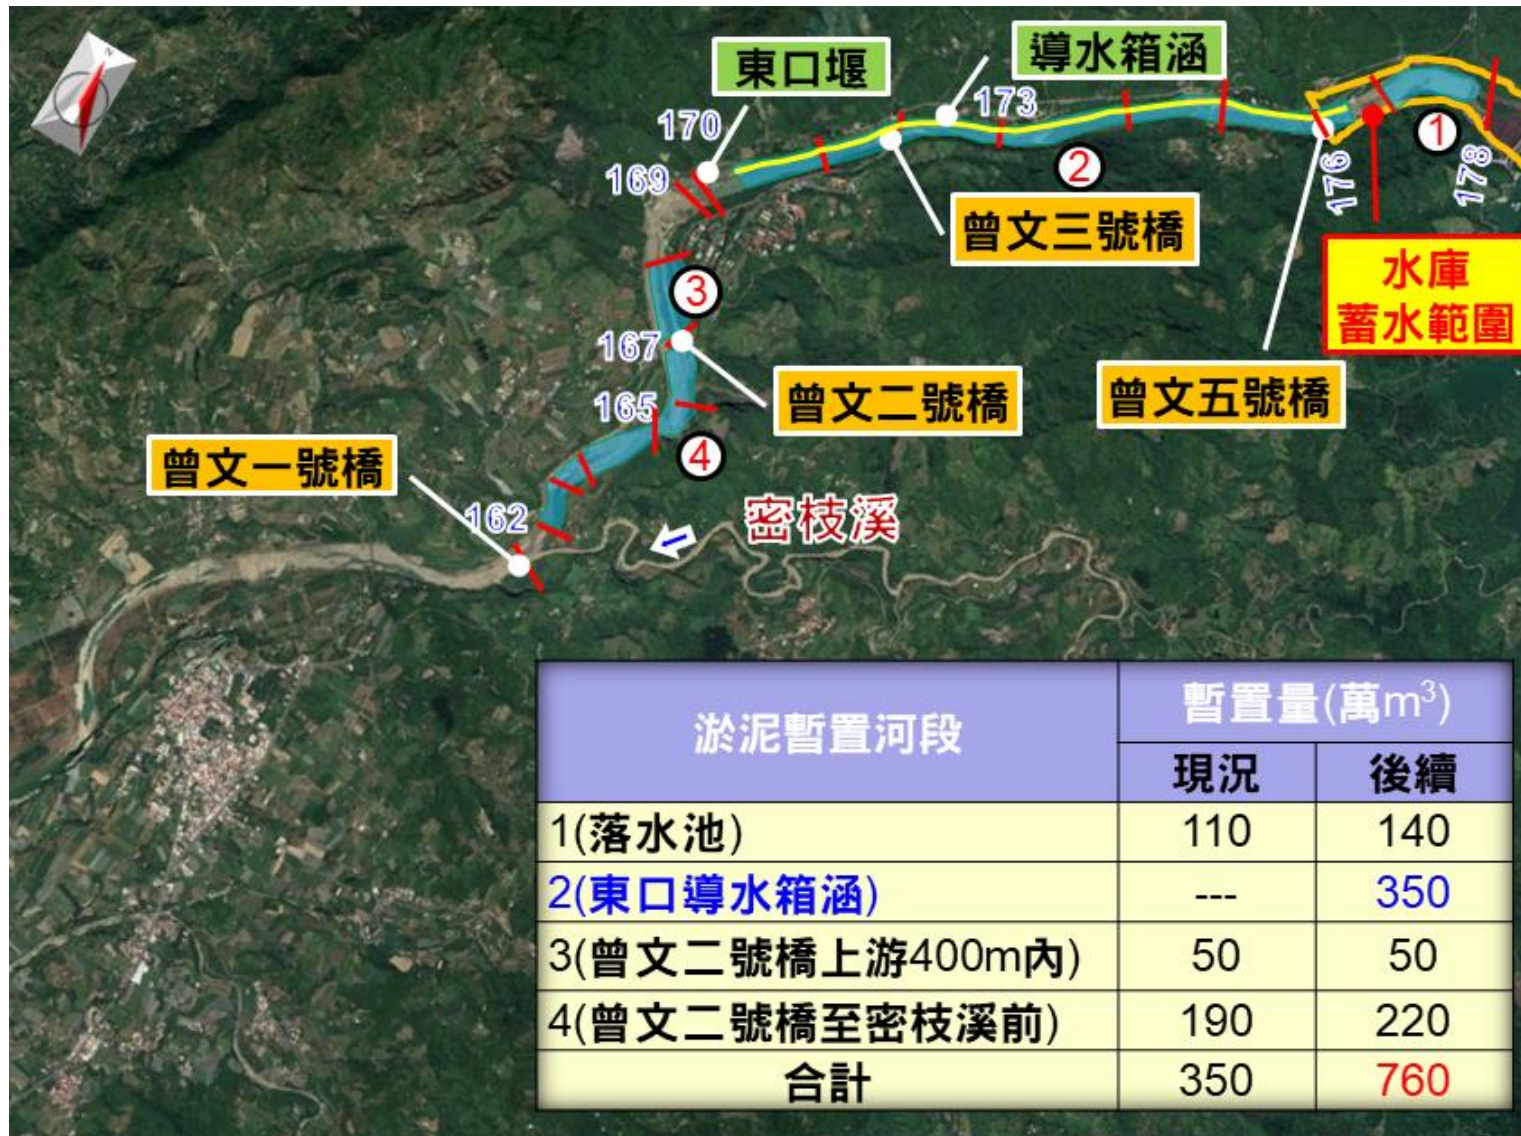 N
東口堰
導水箱涵
170
173
169
①
②
176
178
曾文三號橋
水庫
蓄水範圍
③
167
曾文二號橋
曾文五號橋
165
④
曾文一號橋
162
密枝溪
淤泥暫置河段
暫置量(萬m³)
現況 後續
1(落水池) 110 140
2(東口導水箱涵) --- 350
3(曾文二號橋上游400m內) 50 50
4(曾文二號橋至密枝溪前) 190 220
合計 350 760